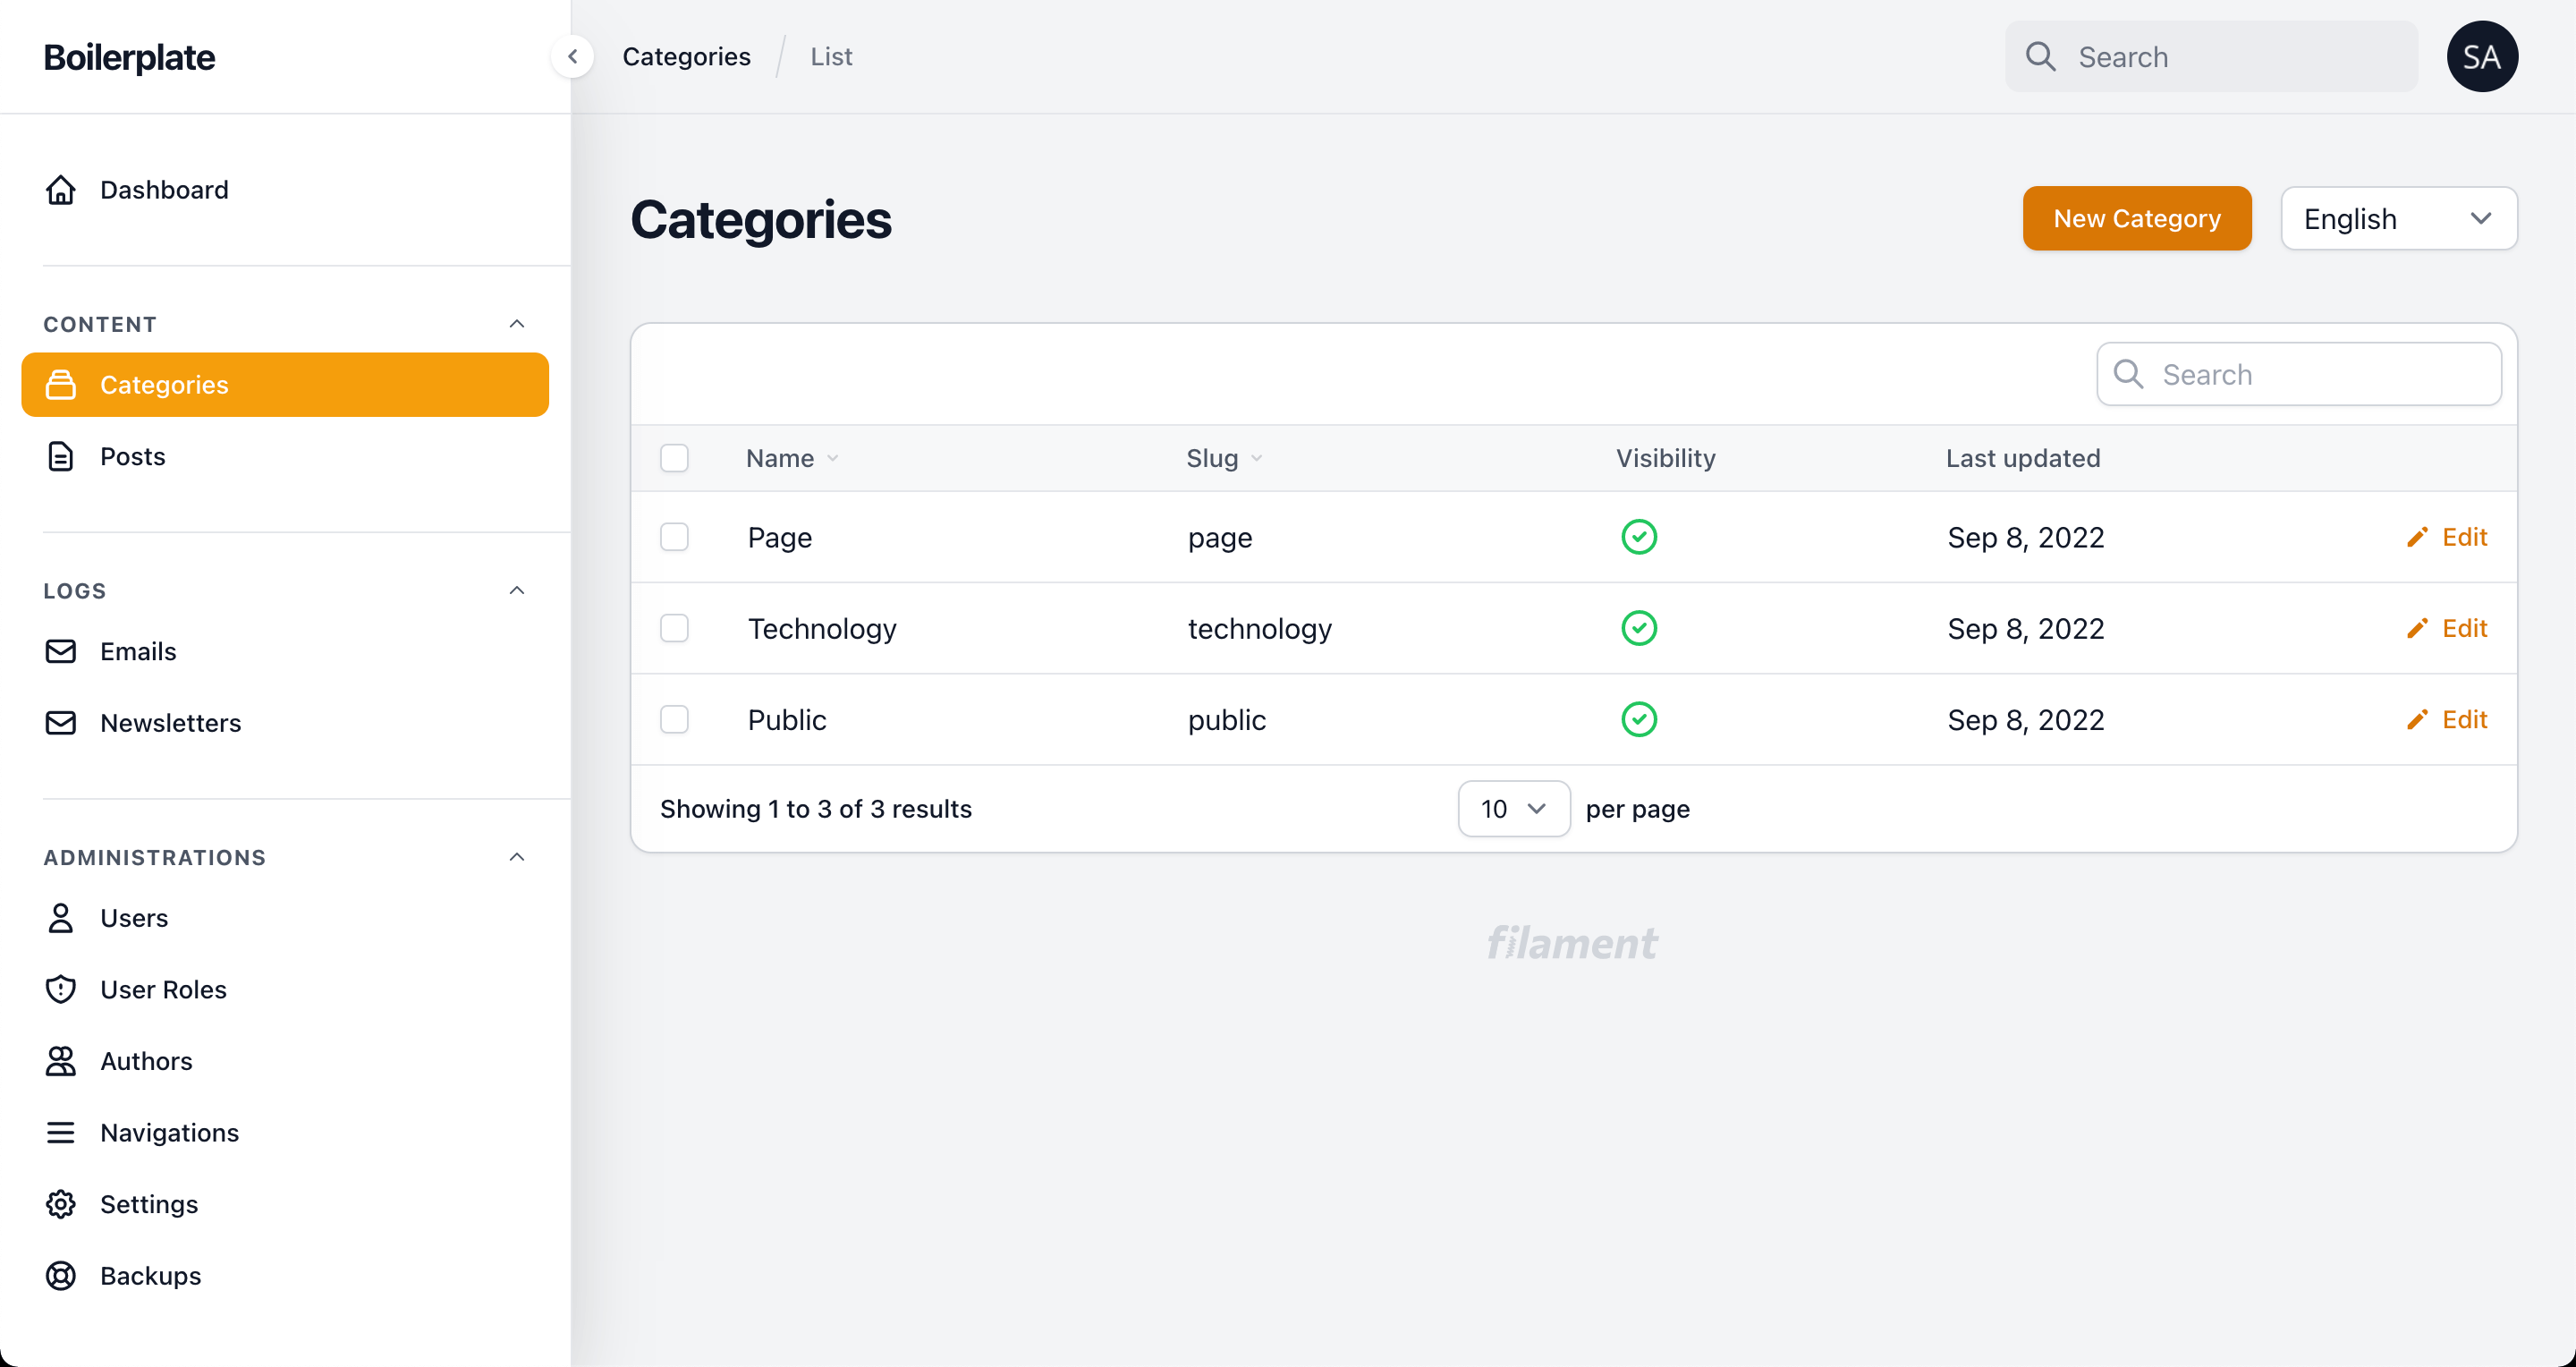 Boilerplate
Categories
List
Search
SA
Dashboard
CONTENT
Categories
Posts
LOGS
Emails
Newsletters
ADMINISTRATIONS
Users
User Roles
Authors
Navigations
Settings
Backups
Categories
New Category
English
Search
Name
Slug
Visibility
Last updated
Page
page
Sep 8, 2022
Edit
Technology
technology
Sep 8, 2022
Edit
Public
public
Sep 8, 2022
Edit
Showing 1 to 3 of 3 results
10
per page
filament